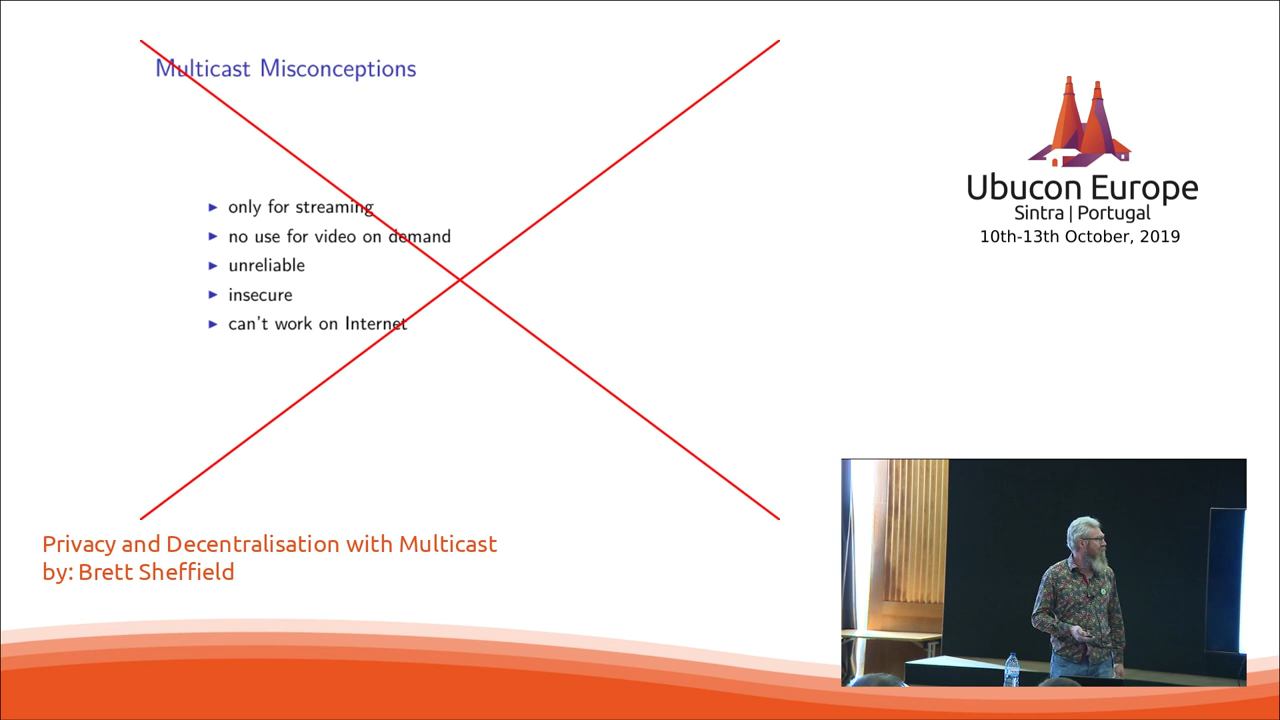 Multicast Misconceptions
only for streaming
no use for video on demand
unreliable
insecure
can't work on Internet
Ubucon Europe
Sintra | Portugal
10th-13th October, 2019
Privacy and Decentralisation with Multicast
by: Brett Sheffield